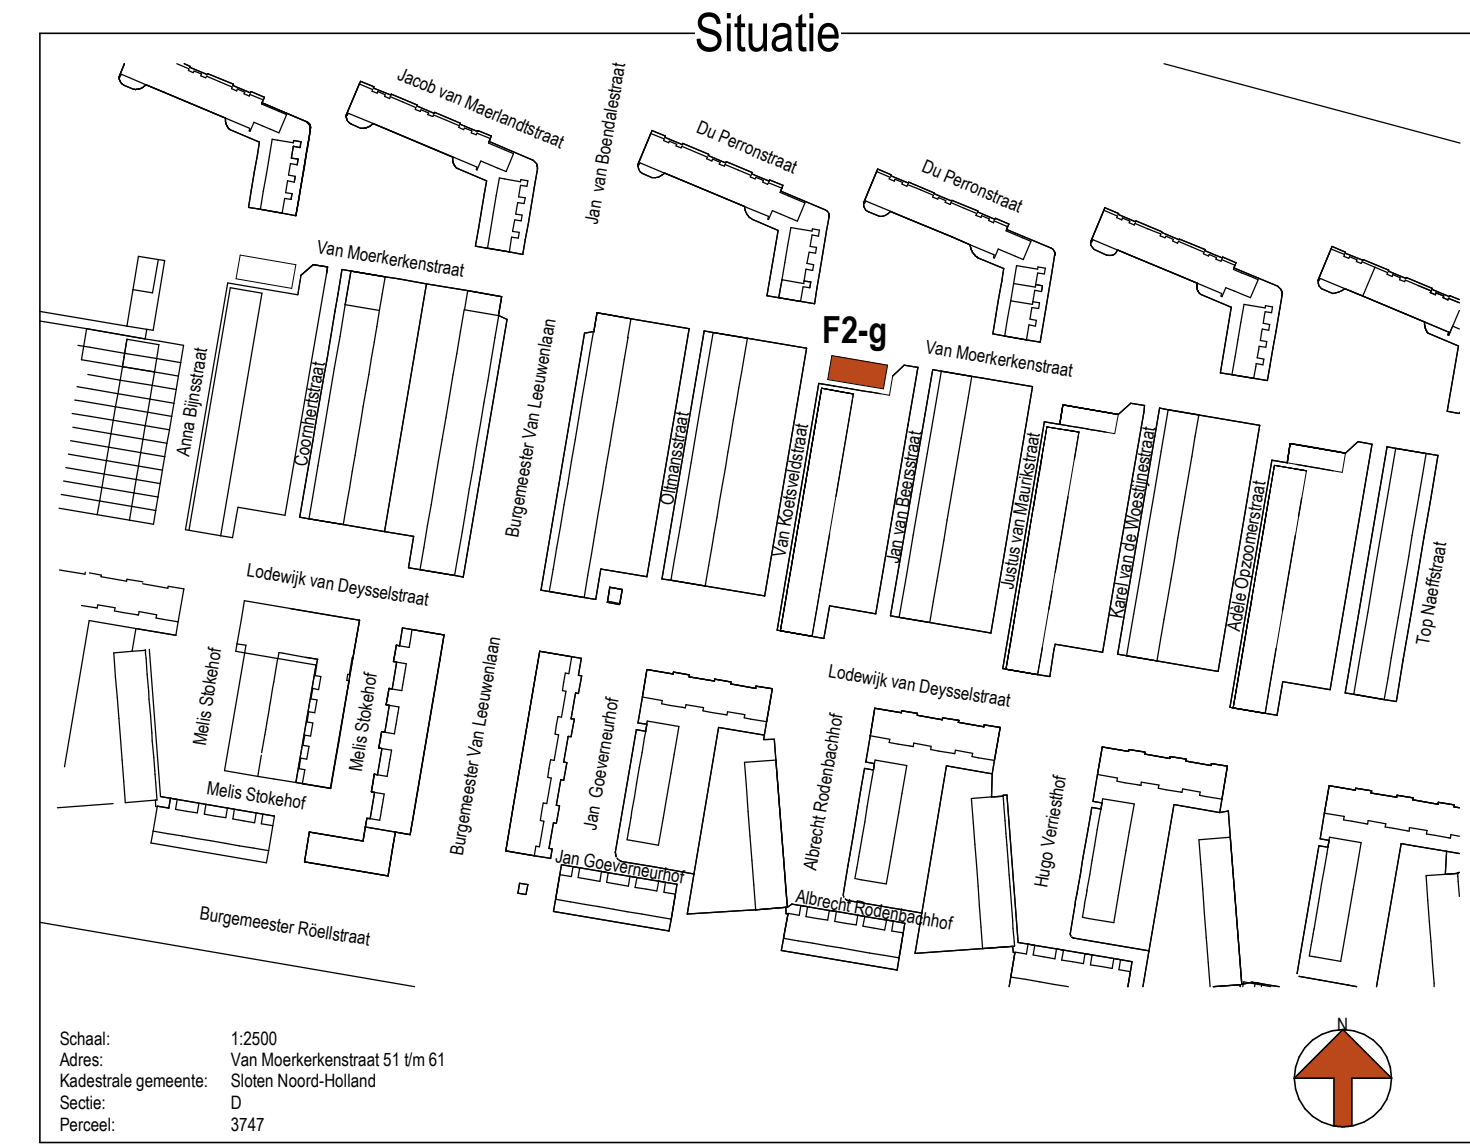 Situatie
Jacob van Maerlandtstraat
Jan van Boendalestraat
Du Perronstraat
Du Perronstraat
Van Moerkerkenstraat
F2-g
Van Moerkerkenstraat
Anna Bijnsstraat
Coornhertstraat
Burgemeester Van Leeuwenlaan
Oltmansstraat
Van Koetsveldstraat
Jan van Beersstraat
Justus van Maurikstraat
Karel van de Woestijnestraat
Adèle Opzoomerstraat
Top Naeffstraat
Lodewijk van Deysselstraat
Lodewijk van Deysselstraat
Melis Stokehof
Melis Stokehof
Melis Stokehof
Burgemeester Van Leeuwenlaan
Jan Goeverneurhof
Jan Goeverneurhof
Albrecht Rodenbachhof
Albrecht Rodenbachhof
Hugo Verriesthof
Burgemeester Röellstraat
Schaal: 1:2500
Adres: Van Moerkerkenstraat 51 t/m 61
Kadestrale gemeente: Sloten Noord-Holland
Sectie: D
Perceel: 3747
N